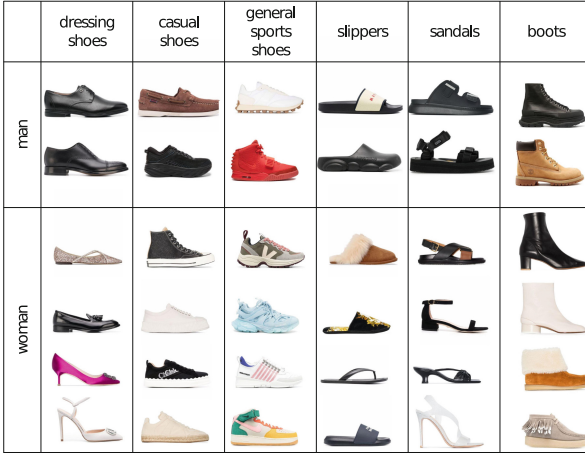 dressing
shoes
casual
shoes
general
sports
shoes
slippers
sandals
boots
man
woman